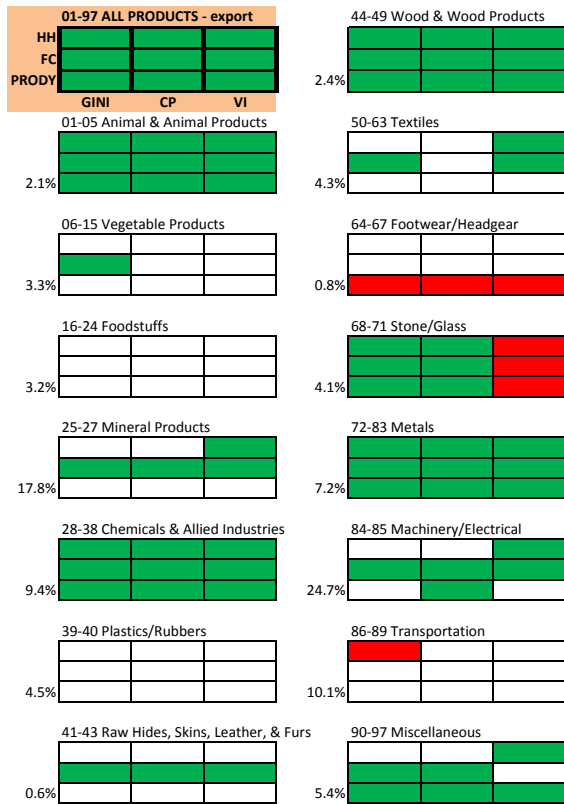 01-97 ALL PRODUCTS - export
HH
FC
PRODY
GINI CP VI
01-05 Animal & Animal Products
2.1%
06-15 Vegetable Products
3.3%
16-24 Foodstuffs
3.2%
25-27 Mineral Products
17.8%
28-38 Chemicals & Allied Industries
9.4%
39-40 Plastics/Rubbers
4.5%
41-43 Raw Hides, Skins, Leather, & Furs
0.6%
44-49 Wood & Wood Products
2.4%
50-63 Textiles
4.3%
64-67 Footwear/Headgear
0.8%
68-71 Stone/Glass
4.1%
72-83 Metals
7.2%
84-85 Machinery/Electrical
24.7%
86-89 Transportation
10.1%
90-97 Miscellaneous
5.4%